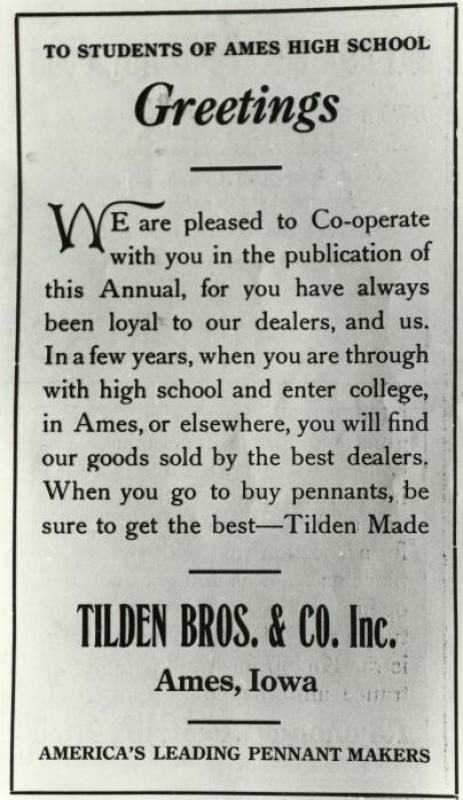 TO STUDENTS OF AMES HIGH SCHOOL
Greetings
WE are pleased to Co-operate
with you in the publication of
this Annual, for you have always
been loyal to our dealers, and us.
In a few years, when you are through
with high school and enter college,
in Ames, or elsewhere, you will find
our goods sold by the best dealers.
When you go to buy pennants, be
sure to get the best—Tilden Made
TILDEN BROS. & CO. Inc.
Ames, Iowa
AMERICA'S LEADING PENNANT MAKERS